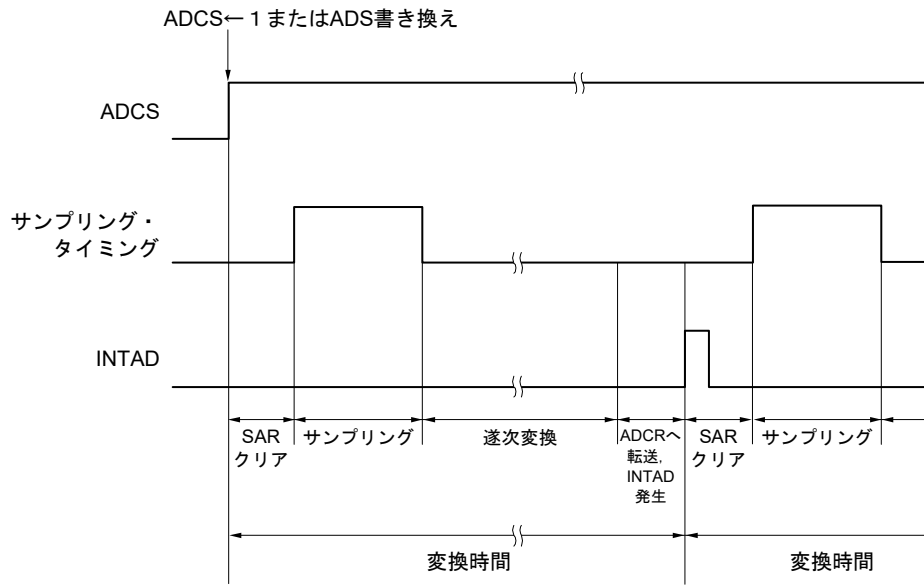 ADCS←１またはADS書き換え
ADCS
サンプリング・
タイミング
INTAD
SAR
クリア
サンプリング
逐次変換
ADCRへ
転送,
INTAD
発生
SAR
クリア
サンプリング
変換時間
変換時間